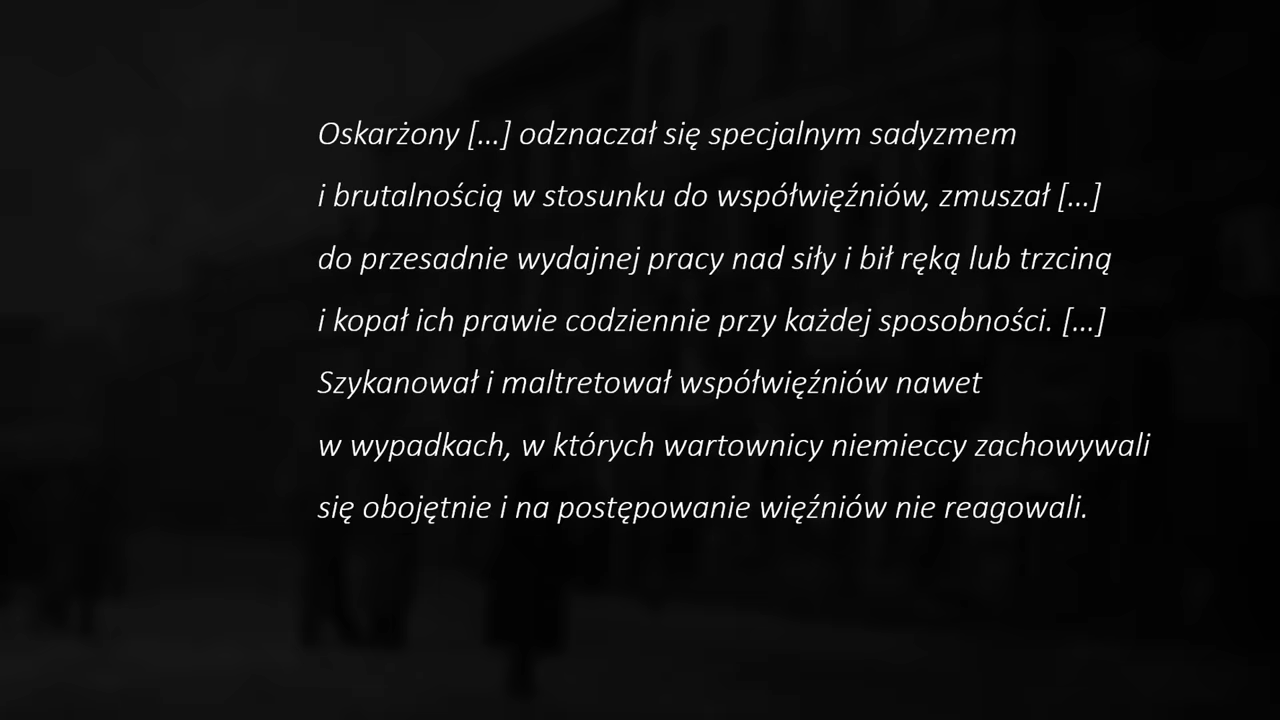 Oskarżony [...] odznaczał się specjalnym sadyzmem
i brutalnością w stosunku do współwięźniów, zmuszał [...]
do przesadnie wydajnej pracy nad siły i bił ręką lub trzciną
i kopał ich prawie codziennie przy każdej sposobności. [...]
Szykanował i maltretował współwięźniów nawet
w wypadkach, w których wartownicy niemieccy zachowywali
się obojętnie i na postępowanie więźniów nie reagowali.